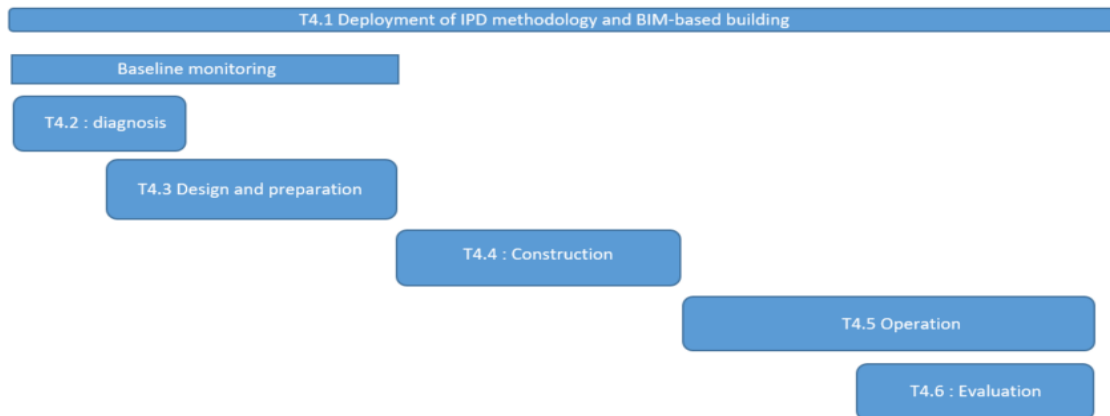 T4.1 Deployment of IPD methodology and BIM-based building
Baseline monitoring
T4.2 : diagnosis
T4.3 Design and preparation
T4.4 : Construction
T4.5 Operation
T4.6 : Evaluation